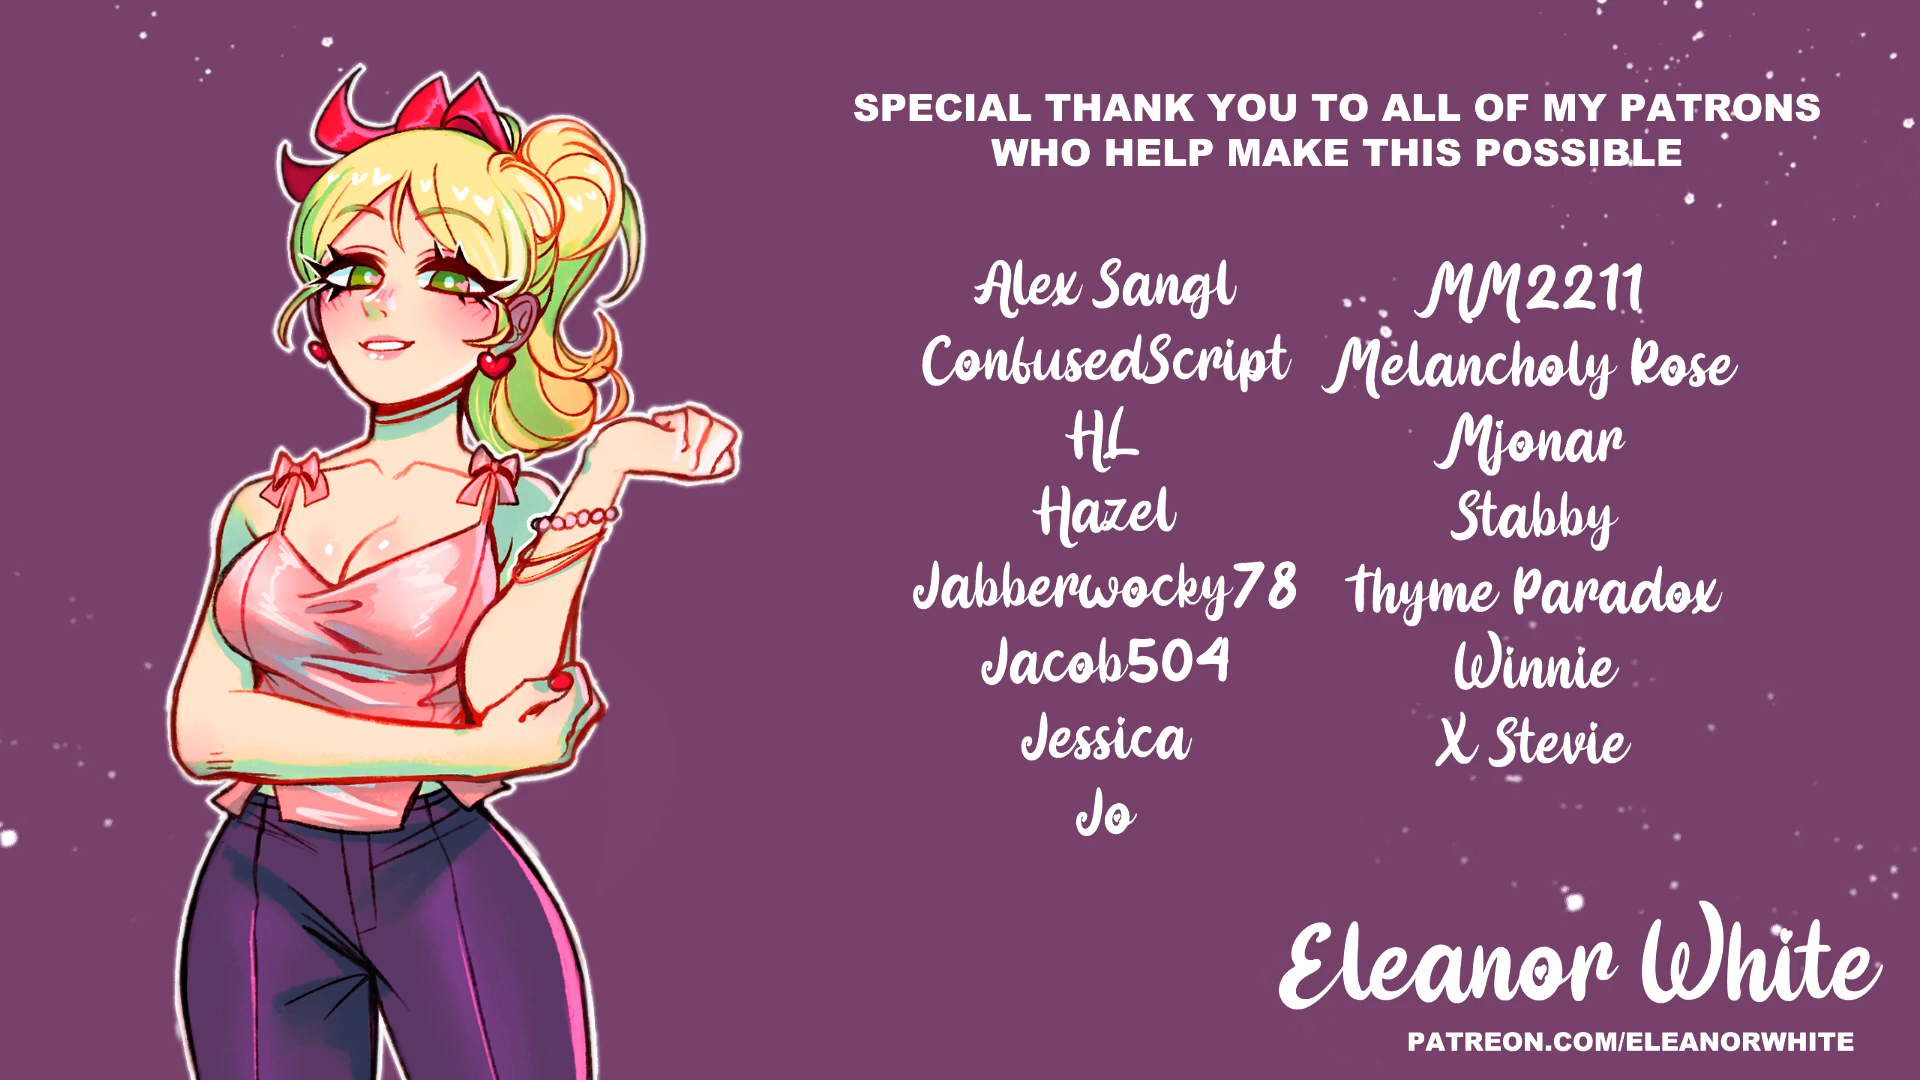 SPECIAL THANK YOU TO ALL OF MY PATRONS
WHO HELP MAKE THIS POSSIBLE
Alex Sangl
ConfusedScript
HL
Hazel
Jabberwocky78
Jacob504
Jessica
Jo
MM2211
Melancholy Rose
Mjonar
Stabby
Thyme Paradox
Winnie
X Stevie
Eleanor White
PATREON.COM/ELEANORWHITE